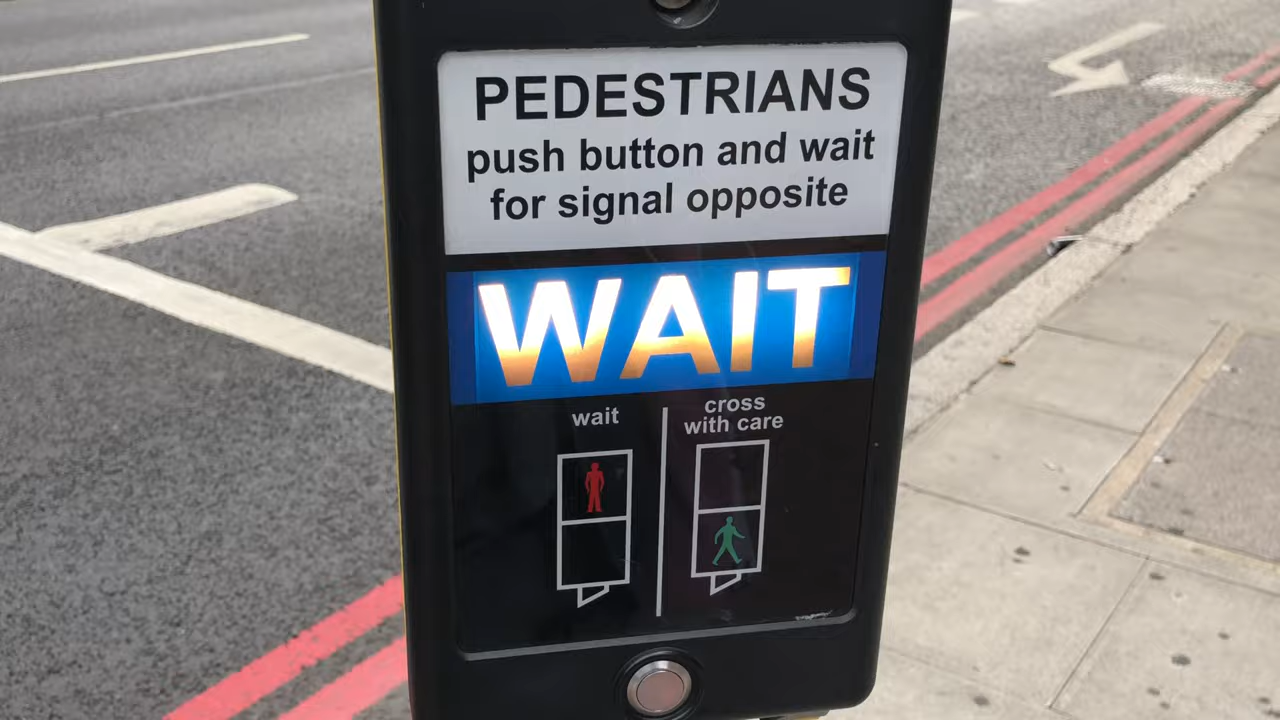 PEDESTRIANS
push button and wait
for signal opposite
WAIT
wait
cross
with care